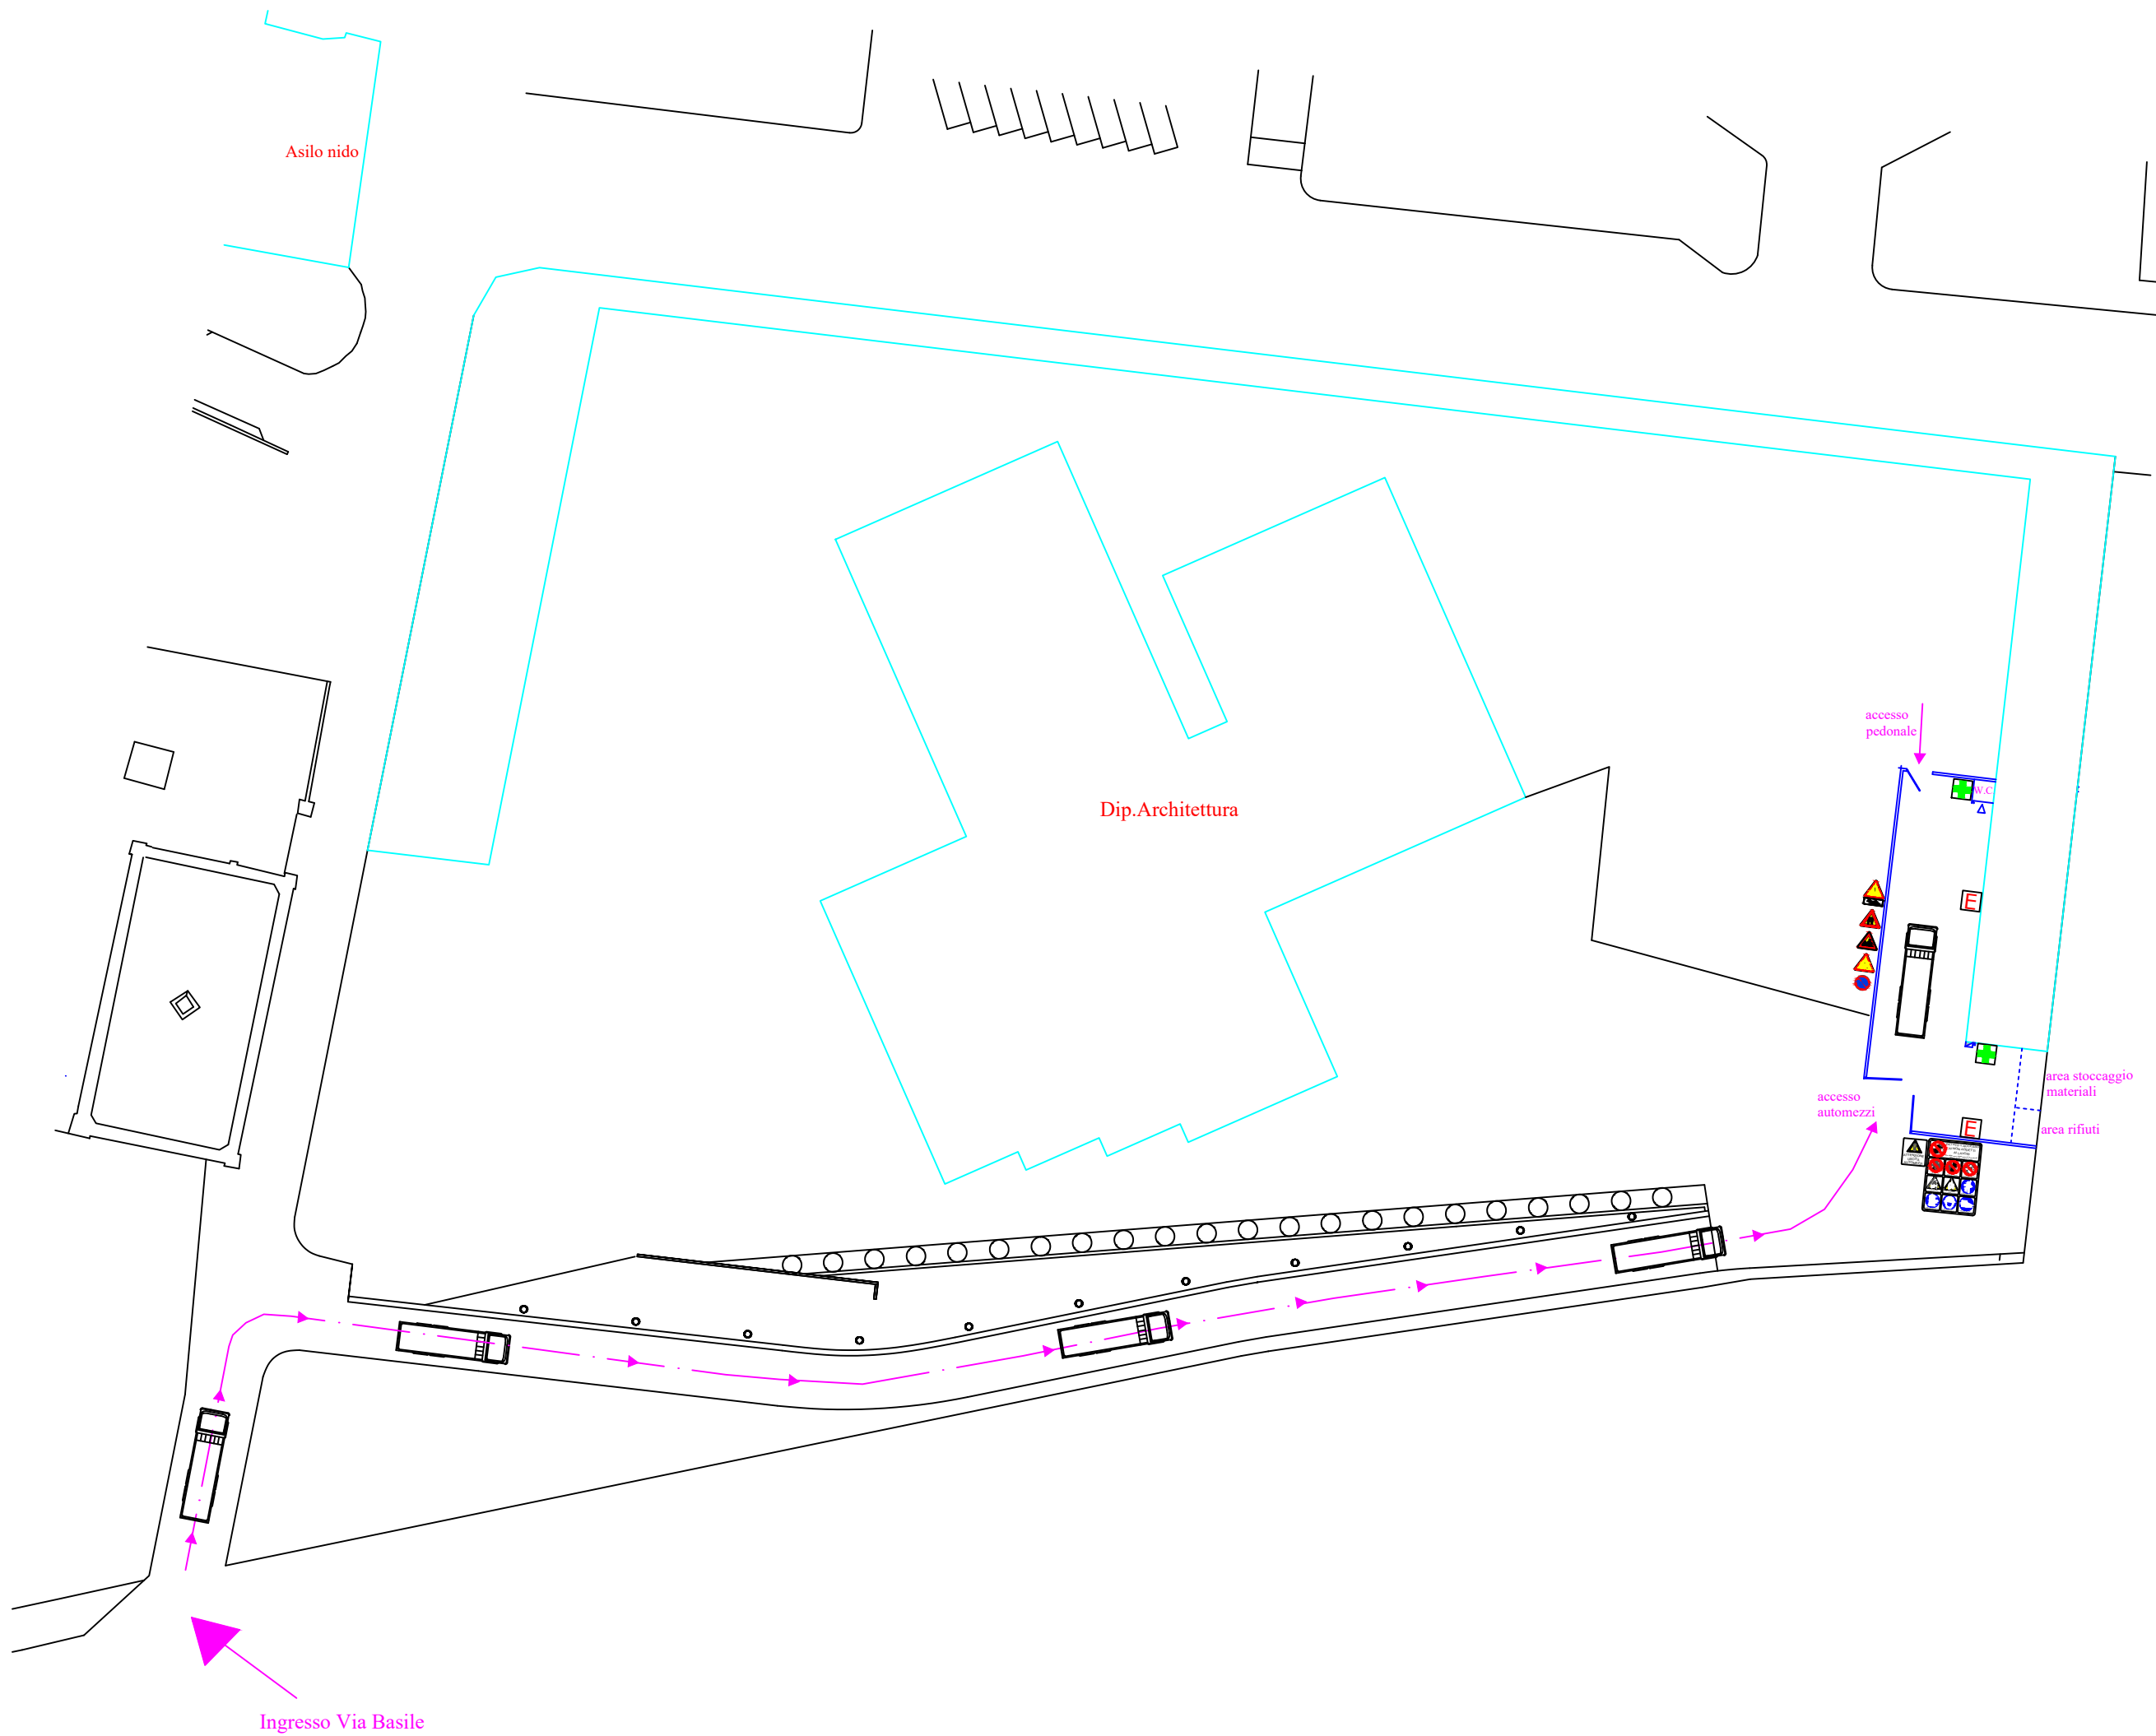 Asilo nido
accesso
pedonale
W.C
Dip.Architettura
E
area stoccaggio
materiali
accesso
automezzi
E
area rifiuti
Ingresso Via Basile